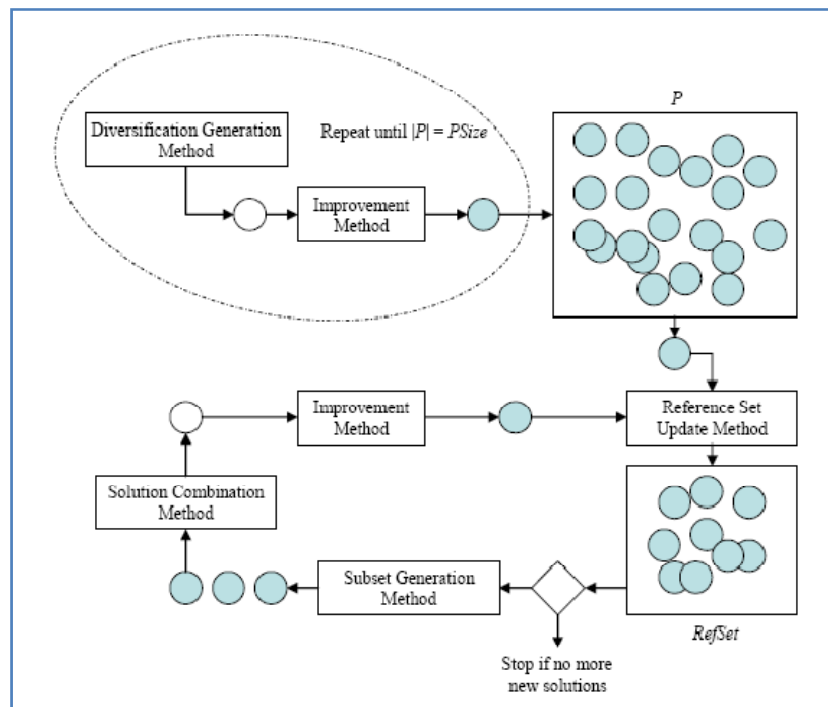 P
Diversification Generation
Method
Repeat until |P| = PSize
Improvement
Method
Improvement
Method
Reference Set
Update Method
Solution Combination
Method
Subset Generation
Method
RefSet
Stop if no more
new solutions